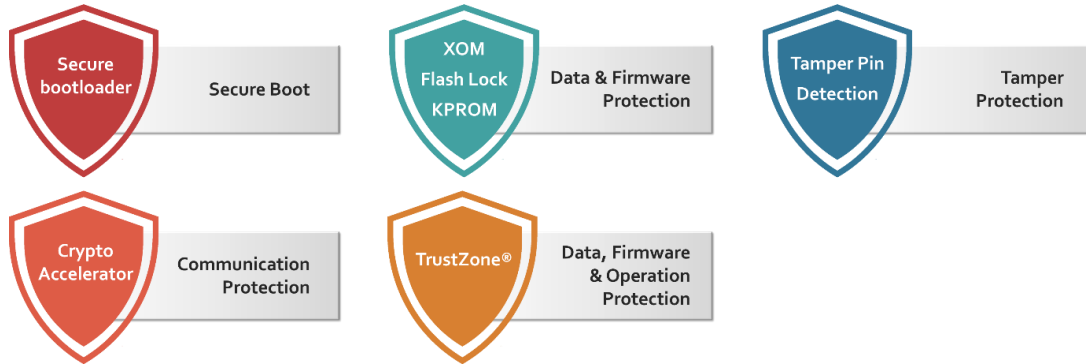 Secure
bootloader
Secure Boot
XOM
Flash Lock
KPROM
Data & Firmware
Protection
Tamper Pin
Detection
Tamper
Protection
Crypto
Accelerator
Communication
Protection
TrustZone®
Data, Firmware
& Operation
Protection